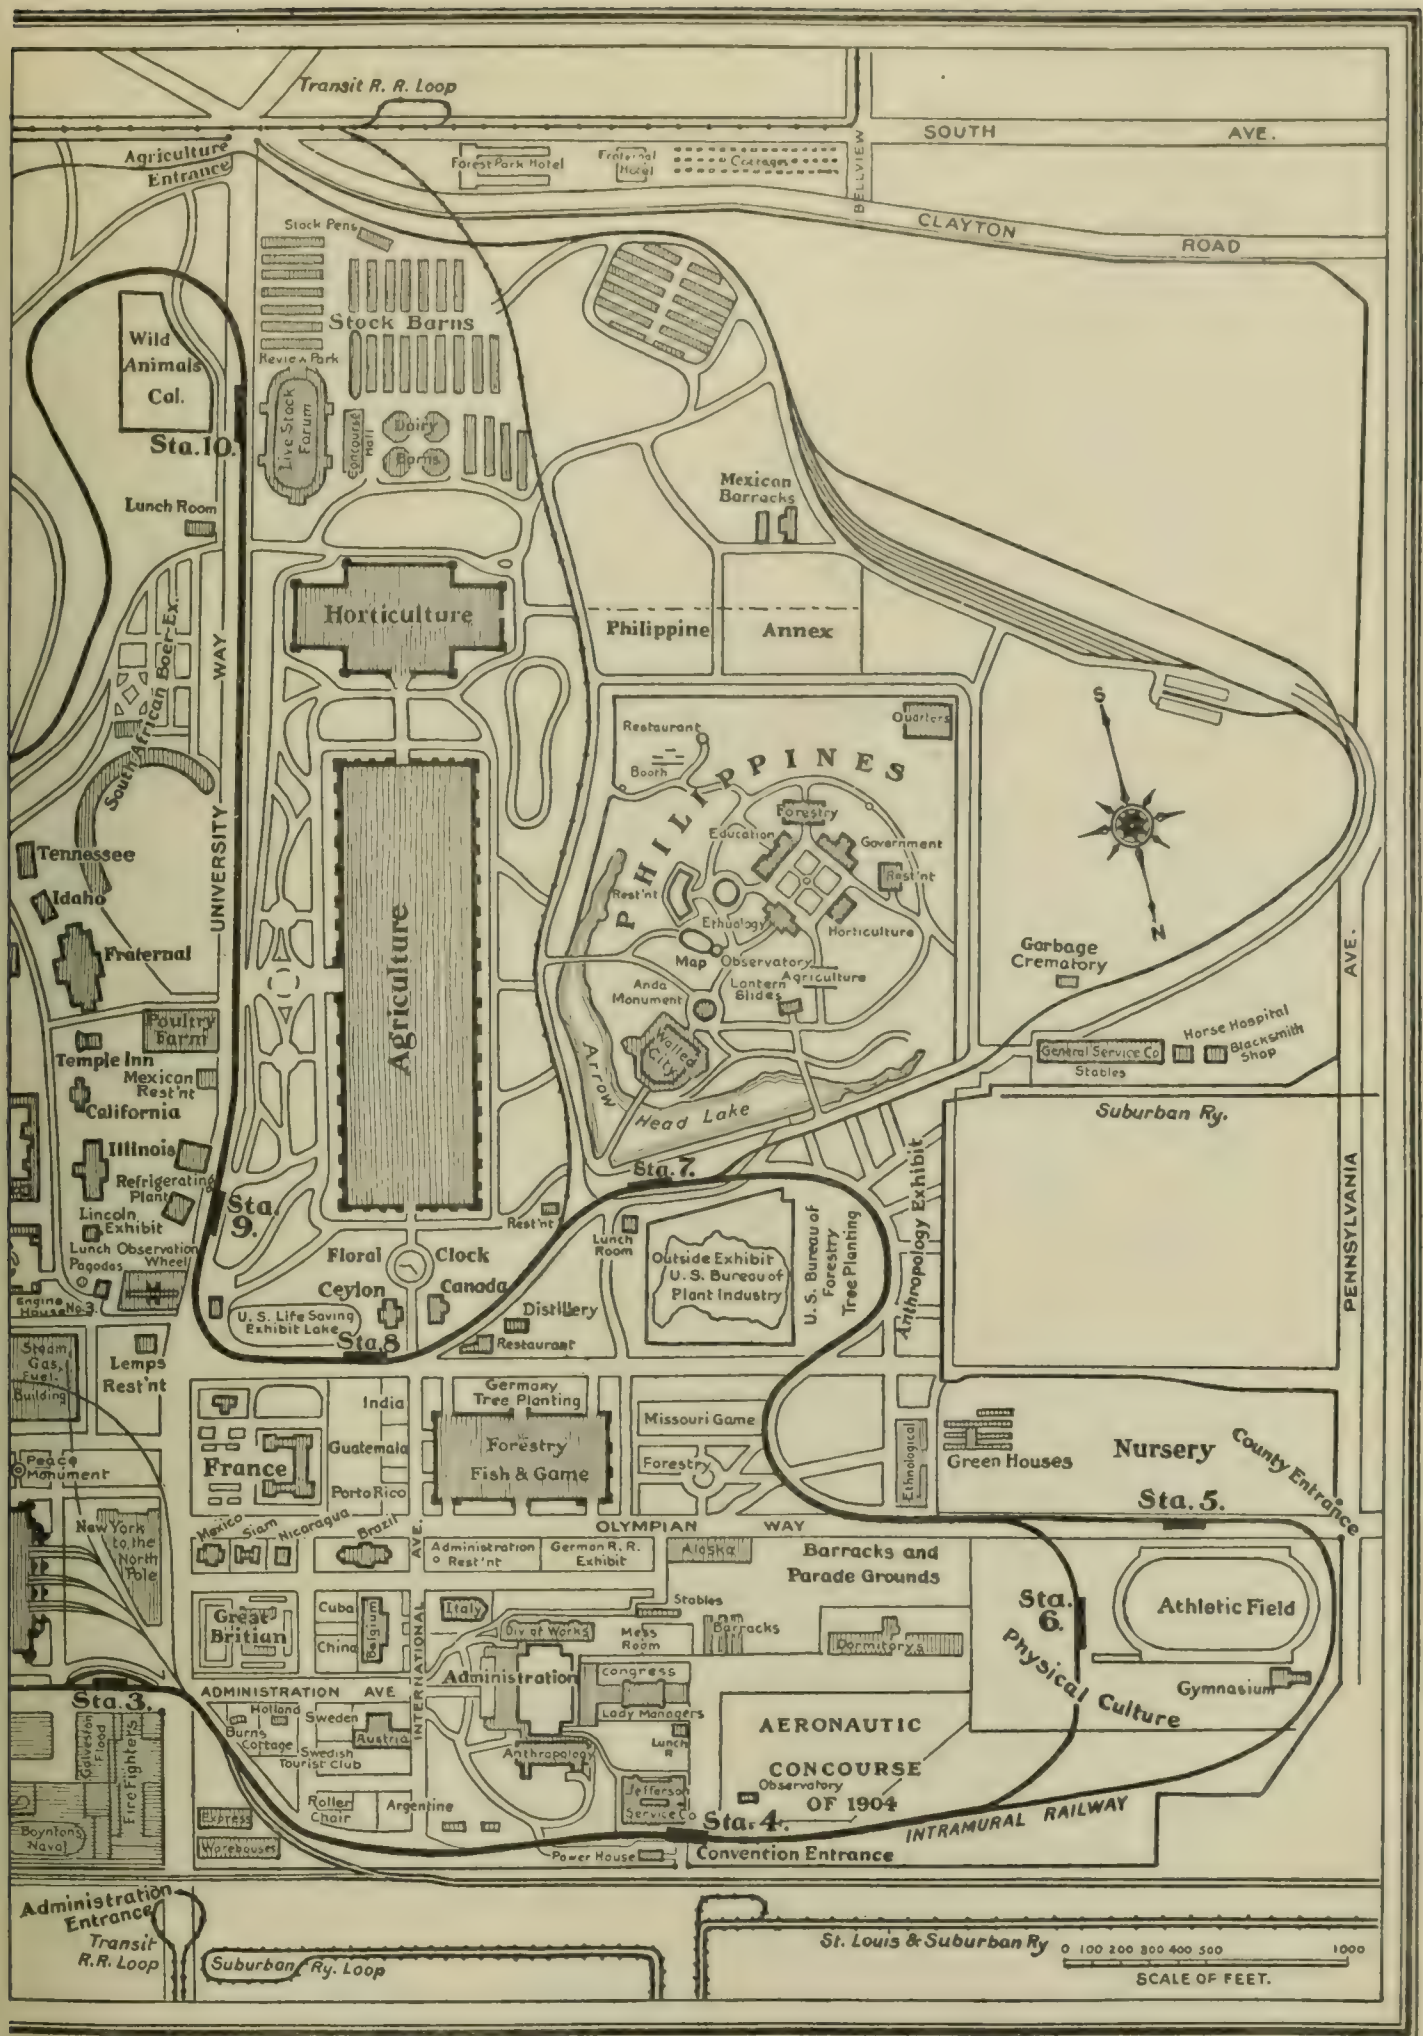 Transit R. R. Loop
SOUTH AVE.
Agriculture
Entrance
Forest Park Hotel
Fraternal
Hotel
Cottages
BELLVIEW
CLAYTON ROAD
Stock Pens
Stock Barns
Wild
Animals
Cal.
Review Park
Live Stock
Forum
Concourse
Hall
Dairy
Barns
Sta. 10.
Mexican
Barracks
Lunch Room
Horticulture
Philippine Annex
South African Boer-Ex.
UNIVERSITY WAY
S
N
Restaurant
Quarters
Booth
PHILIPPINES
Forestry
Education
Government
Rest'nt
Rest'nt
Ethnology
Horticulture
Map
Observatory
Agriculture
Lantern
Slides
Anda
Monument
Walled
City
Arrow Head Lake
Tennessee
Idaho
Fraternal
Agriculture
Garbage
Crematory
Poultry
Farm
Temple Inn
Mexican
Rest'nt
California
Illinois
Refrigerating
Plant
Lincoln
Exhibit
Lunch
Pagodas
Observation
Wheel
Engine
House No. 3.
General Service Co
Stables
Horse Hospital
Blacksmith
Shop
Suburban Ry.
PENNSYLVANIA AVE.
Sta. 7.
Sta.
9.
Rest'nt
Lunch
Room
Floral Clock
Ceylon
Canada
U. S. Life Saving
Exhibit Lake
Sta. 8
Distillery
Restaurant
Outside Exhibit
U. S. Bureau of
Plant Industry
U. S. Bureau of
Forestry
Tree Planting
Anthropology Exhibit
Steam,
Gas,
Fuel.
Building
Lemps
Rest'nt
India
Guatemala
France
Porto Rico
Germany
Tree Planting
Forestry
Fish & Game
Missouri Game
Forestry
Ethnological
Green Houses
Nursery
County Entrance
Sta. 5.
Peace
Monument
New York
to the
North
Pole
Mexico
Siam
Nicaragua
Brazil
OLYMPIAN WAY
Administration
Rest'nt
German R. R.
Exhibit
Alaska
Barracks and
Parade Grounds
Great
Britian
Cuba
China
Belgium
INTERNATIONAL AVE.
Italy
Div of Works
Stables
Mess
Room
Barracks
Dormitorys
Sta.
6.
Athletic Field
Physical Culture
Gymnasium
Administration
Congress
Lady Managers
Lunch
R
Anthropology
Sta. 3.
ADMINISTRATION AVE
Holland
Sweden
Burns
Cottage
Austria
Swedish
Tourist Club
Roller
Chair
Argentine
Galveston
Flood
Fire Fighters
Boyntons
Naval
Express
Warehouses
Jefferson
Service Co
Power House
AERONAUTIC
CONCOURSE
OF 1904
Observatory
Sta. 4.
Convention Entrance
INTRAMURAL RAILWAY
Administration
Entrance
Transit
R.R. Loop
Suburban Ry. Loop
St. Louis & Suburban Ry
0 100 200 300 400 500 1000
SCALE OF FEET.